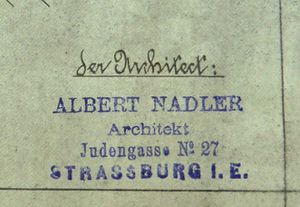 der Architect:
ALBERT NADLER
Architekt
Judengasse No 27
STRASSBURG I. E.